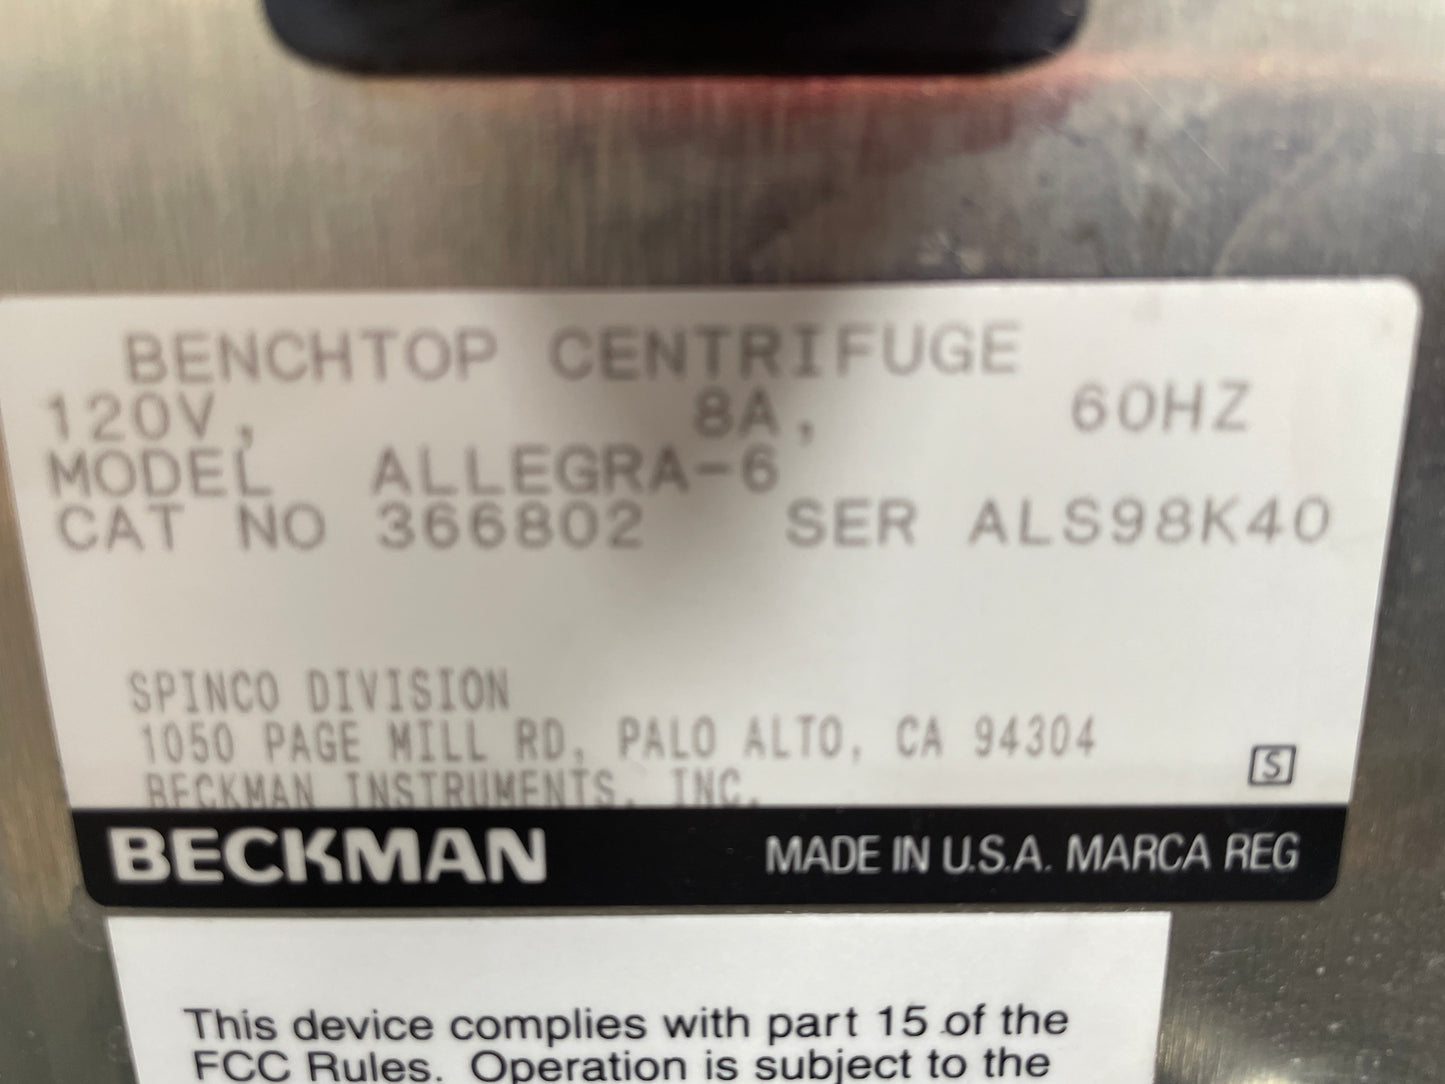 BENCHTOP CENTRIFUGE
120V, 8A, 60HZ
MODEL ALLEGRA-6
CAT NO 366802 SER ALS98K40
SPINCO DIVISION
1050 PAGE MILL RD, PALO ALTO, CA 94304
BECKMAN INSTRUMENTS, INC.
S
BECKMAN MADE IN U.S.A. MARCA REG
This device complies with part 15 of the
FCC Rules. Operation is subject to the